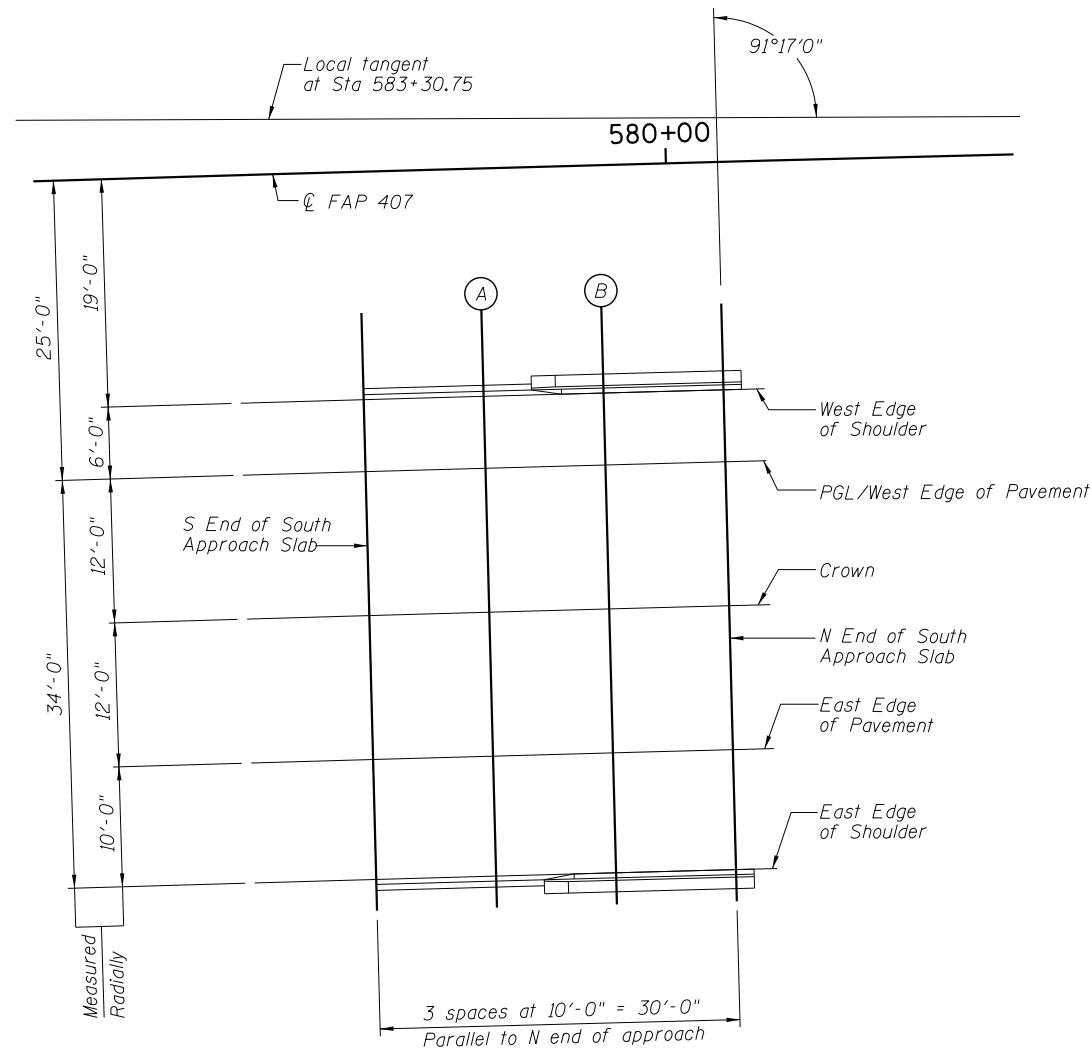 91°17'0"
Local tangent
at Sta 583+30.75
580+00
℄ FAP 407
25'-0"
19'-0"
6'-0"
A
B
West Edge
of Shoulder
PGL/West Edge of Pavement
S End of South
Approach Slab
12'-0"
Crown
N End of South
Approach Slab
34'-0"
12'-0"
East Edge
of Pavement
10'-0"
East Edge
of Shoulder
Measured
Radially
3 spaces at 10'-0" = 30'-0"
Parallel to N end of approach